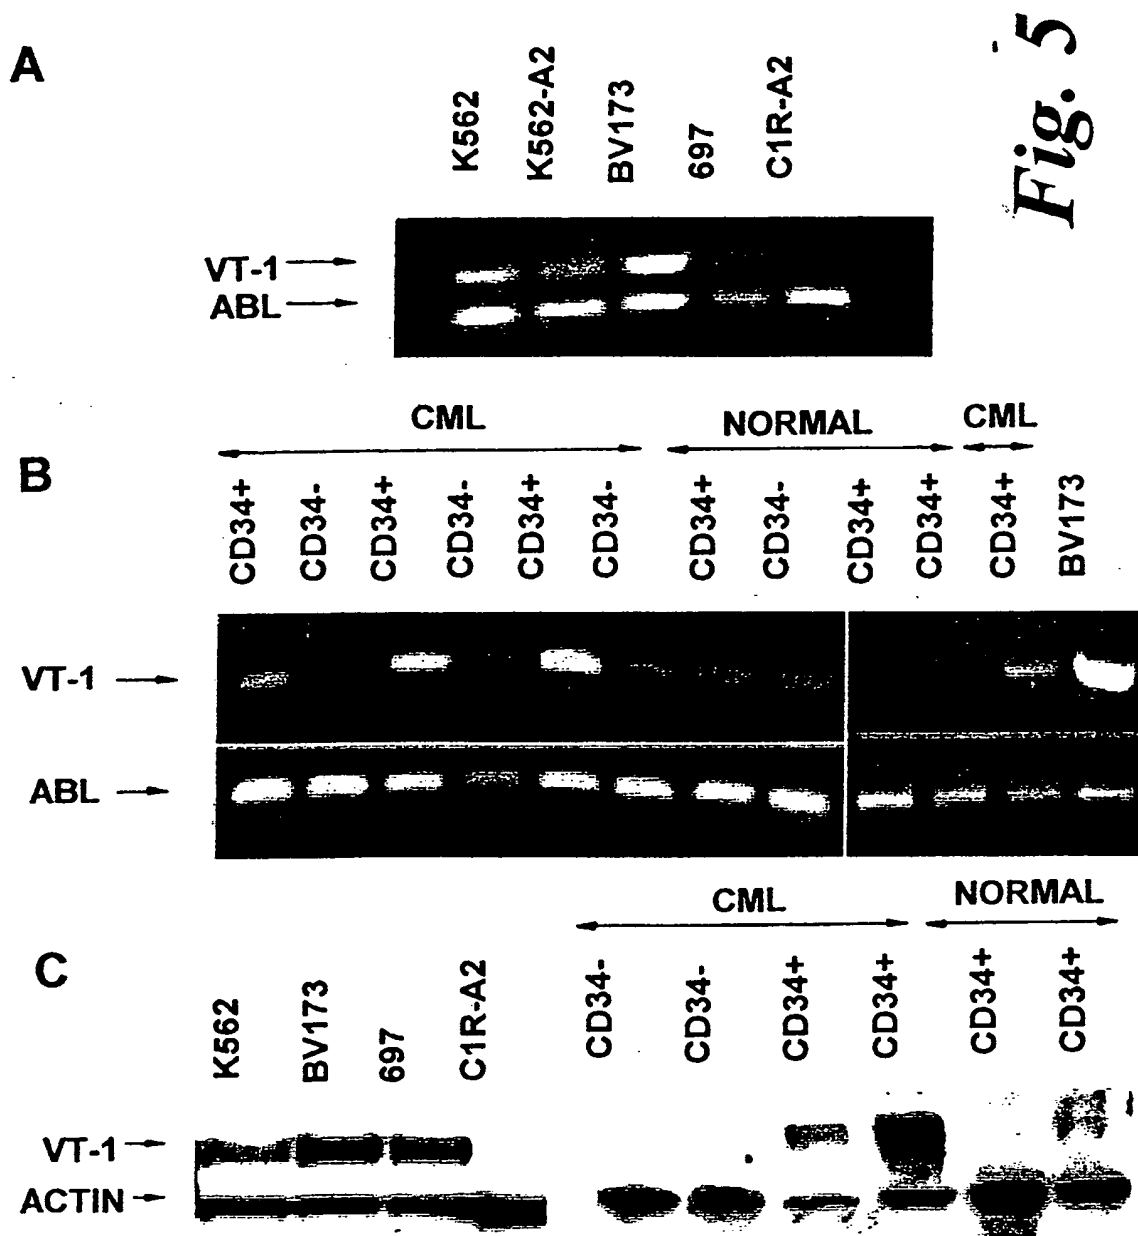 Fig. 5
A
K562
K562-A2
BV173
697
C1R-A2
VT-1
ABL
B
CML
NORMAL
CML
CD34+
CD34-
CD34+
CD34-
CD34+
CD34-
CD34+
CD34-
CD34+
CD34+
CD34+
BV173
VT-1
ABL
C
CML
NORMAL
K562
BV173
697
C1R-A2
CD34-
CD34-
CD34+
CD34+
CD34+
CD34+
VT-1
ACTIN